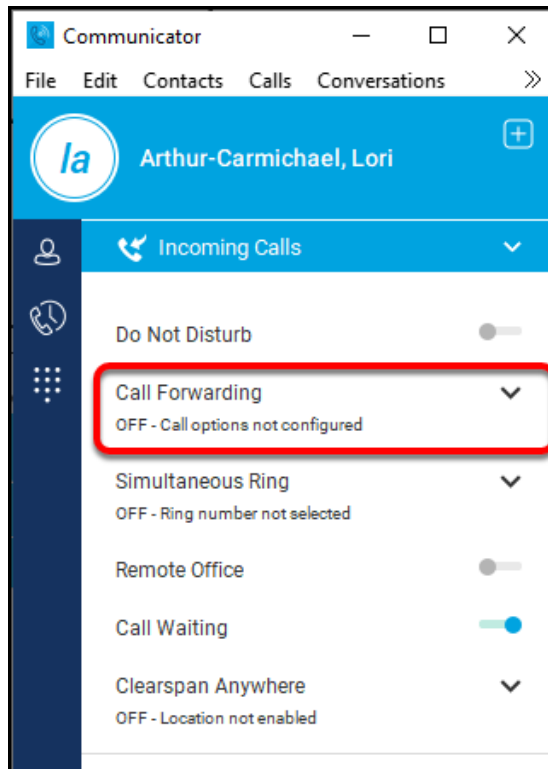 Communicator
File Edit Contacts Calls Conversations
la
Arthur-Carmichael, Lori
Incoming Calls
Do Not Disturb
Call Forwarding
OFF - Call options not configured
Simultaneous Ring
OFF - Ring number not selected
Remote Office
Call Waiting
Clearspan Anywhere
OFF - Location not enabled